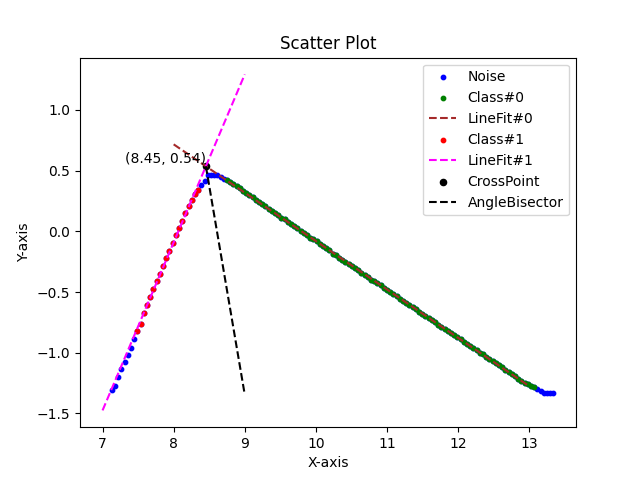 Scatter Plot
Noise
Class#0
LineFit#0
Class#1
LineFit#1
CrossPoint
AngleBisector
(8.45, 0.54)
Y-axis
1.0
0.5
0.0
−0.5
−1.0
−1.5
7 8 9 10 11 12 13
X-axis